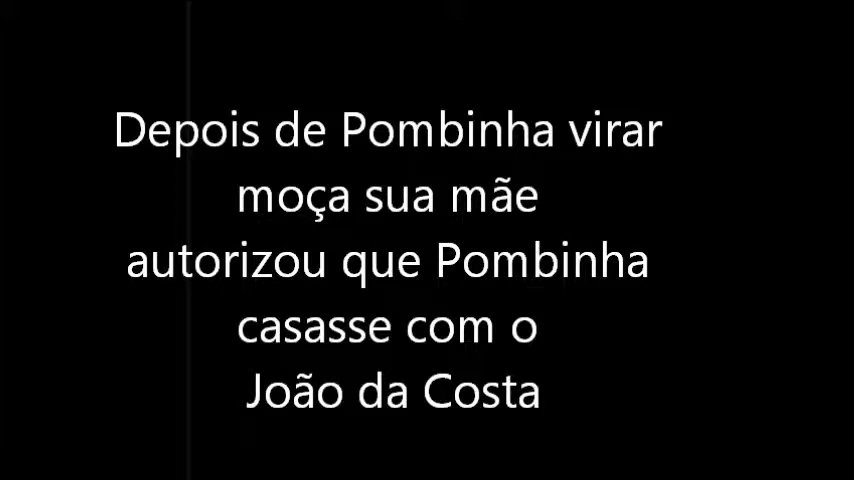 Depois de Pombinha virar
moça sua mãe
autorizou que Pombinha
casasse com o
João da Costa